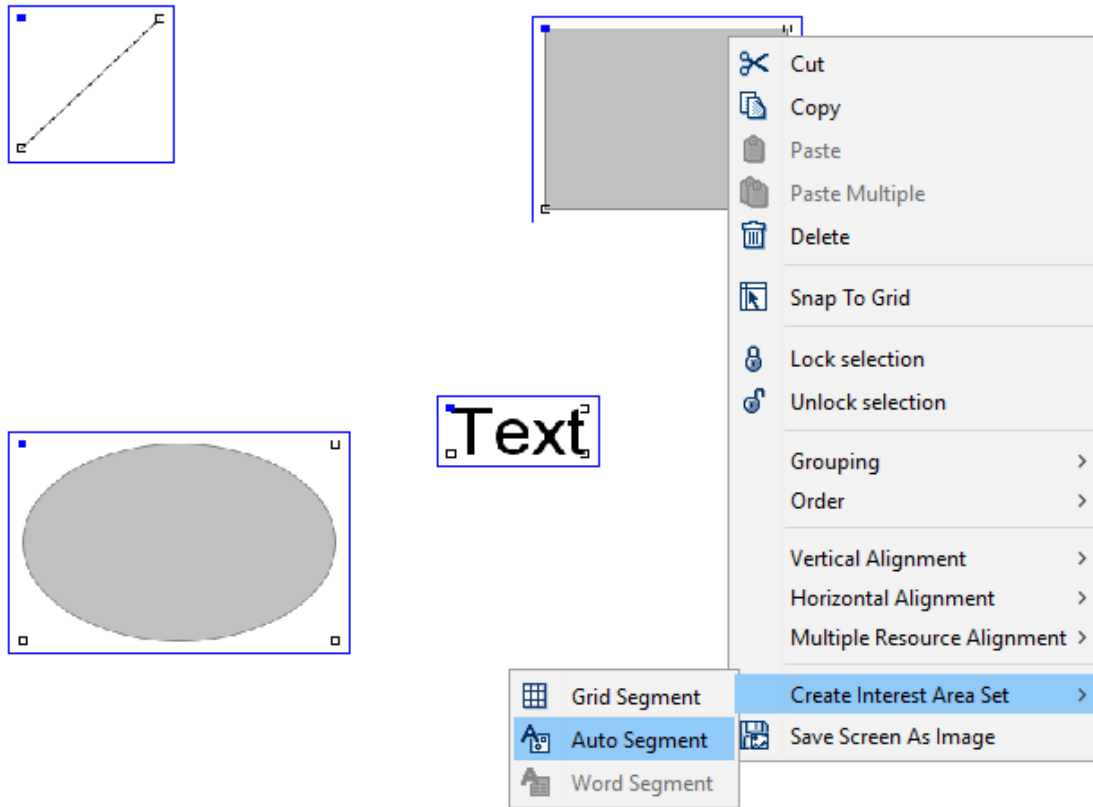 Cut
Copy
Paste
Paste Multiple
Delete
Snap To Grid
Lock selection
Unlock selection
Text
Grouping
Order
Vertical Alignment
Horizontal Alignment
Multiple Resource Alignment
Create Interest Area Set
Save Screen As Image
Grid Segment
Auto Segment
Word Segment